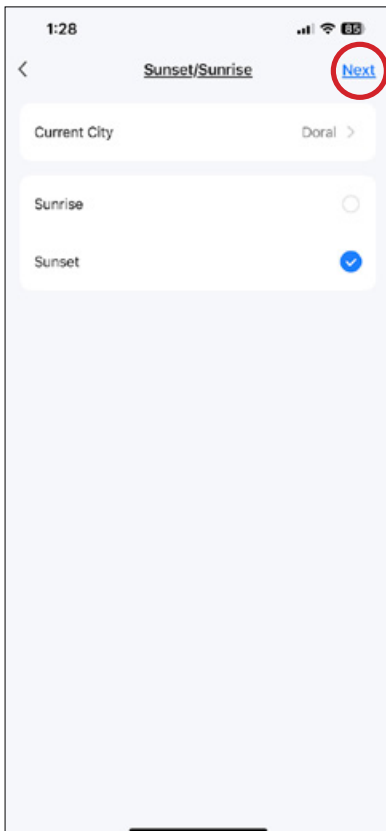 1:28 85
Sunset/Sunrise Next
Current City Doral
Sunrise
Sunset